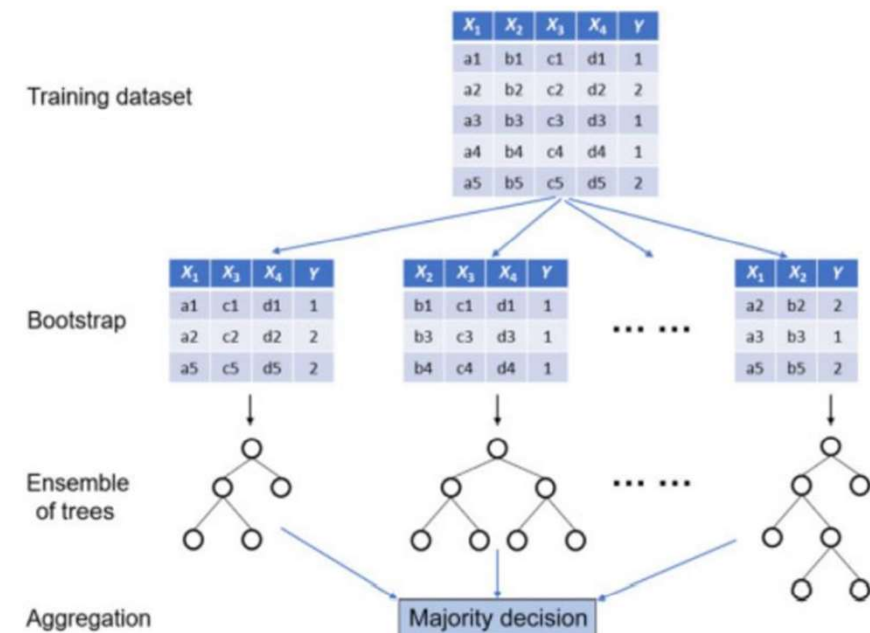 X1 X2 X3 X4 Y
a1 b1 c1 d1 1
a2 b2 c2 d2 2
Training dataset
a3 b3 c3 d3 1
a4 b4 c4 d4 1
a5 b5 c5 d5 2
X1 X3 X4 Y
a1 c1 d1 1
a2 c2 d2 2
a5 c5 d5 2
X2 X3 X4 Y
b1 c1 d1 1
b3 c3 d3 1
b4 c4 d4 1
X1 X2 Y
a2 b2 2
a3 b3 1
a5 b5 2
Bootstrap
... ...
Ensemble
of trees
... ...
Aggregation
Majority decision